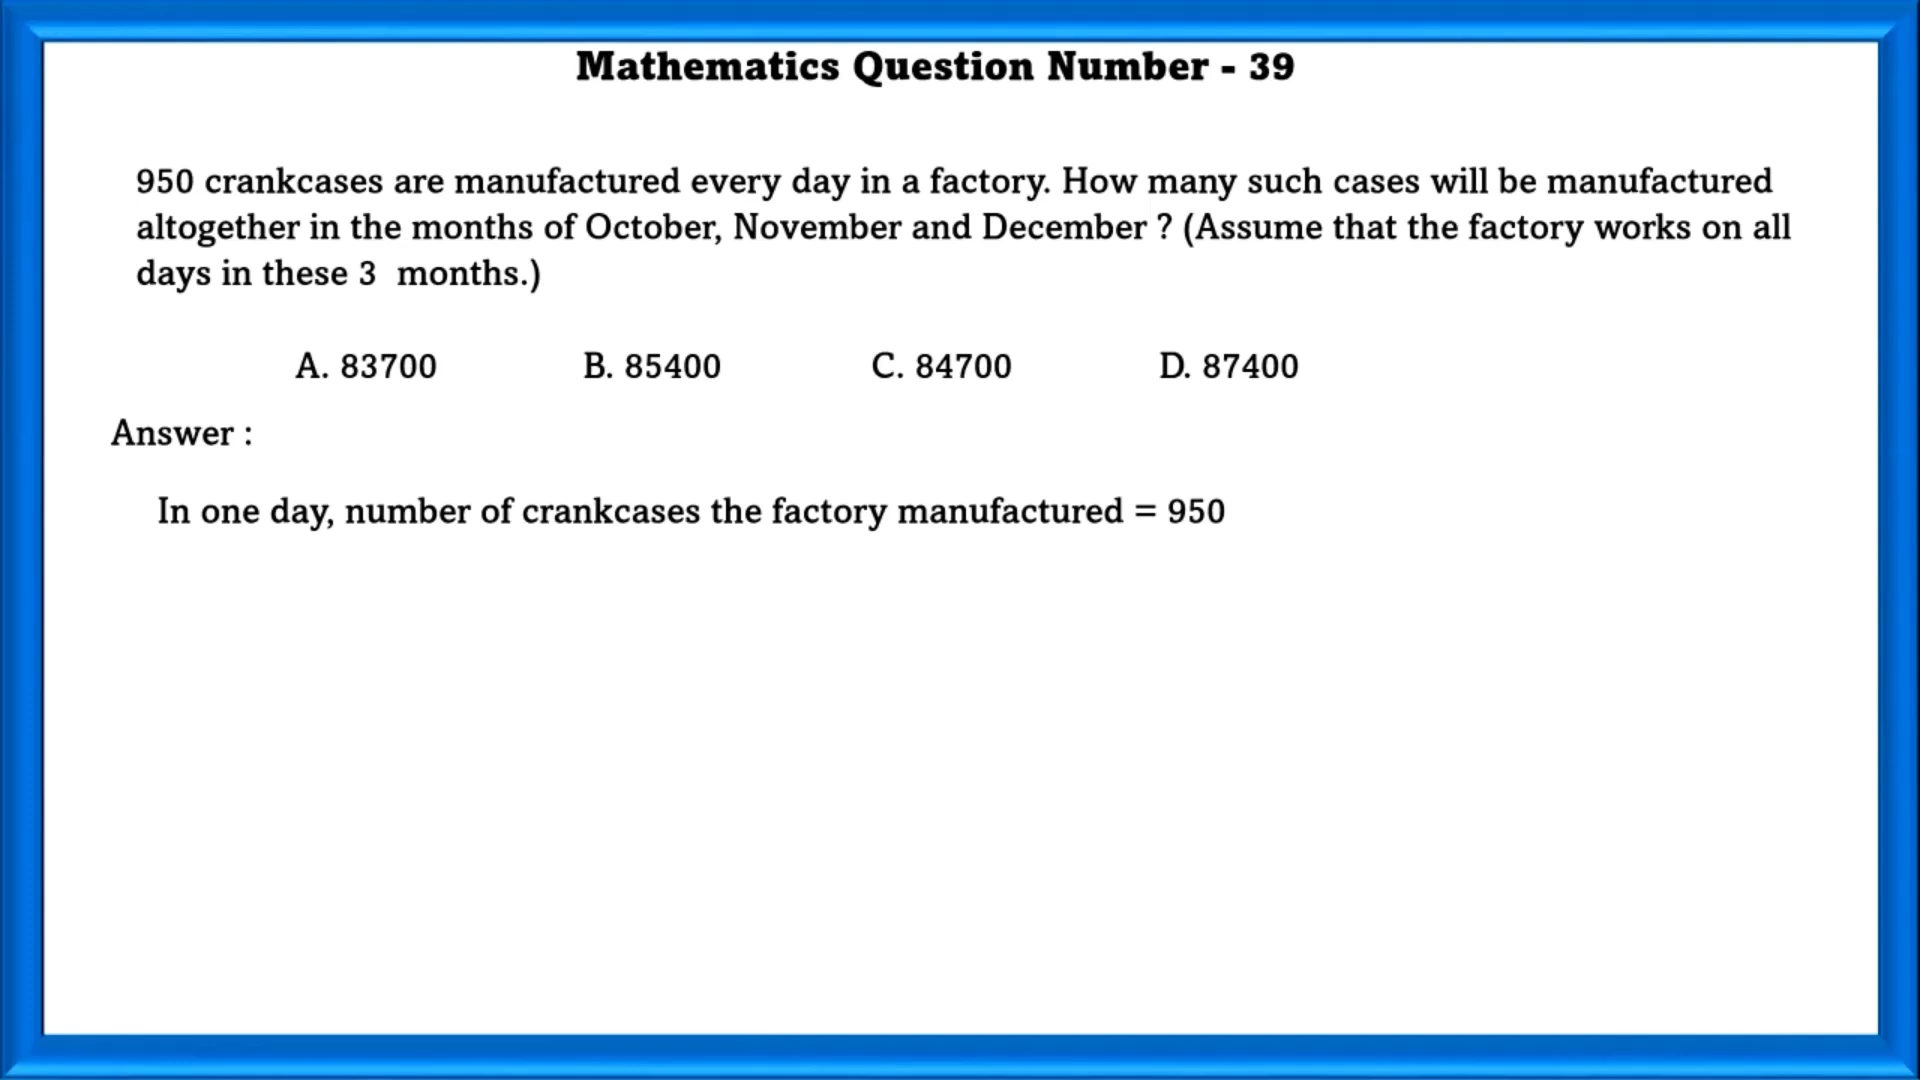 Mathematics Question Number - 39
950 crankcases are manufactured every day in a factory. How many such cases will be manufactured
altogether in the months of October, November and December ? (Assume that the factory works on all
days in these 3  months.)
A. 83700 B. 85400 C. 84700 D. 87400
Answer :
In one day, number of crankcases the factory manufactured = 950